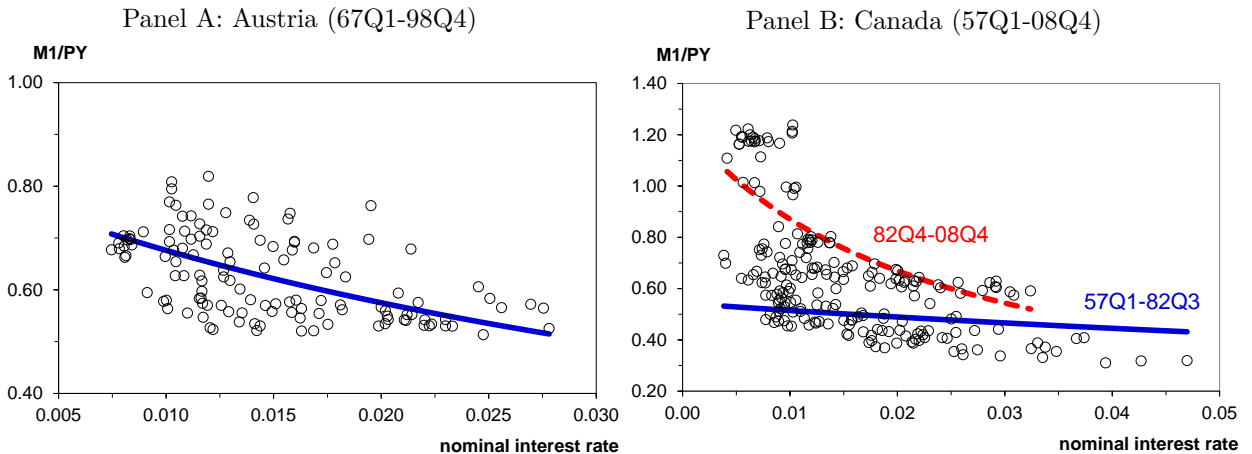 Panel A: Austria (67Q1-98Q4)
M1/PY
1.00
0.80
0.60
0.40
0.005
0.010
0.015
0.020
0.025
0.030
nominal interest rate
Panel B: Canada (57Q1-08Q4)
M1/PY
1.40
1.20
1.00
0.80
0.60
0.40
0.20
82Q4-08Q4
57Q1-82Q3
0.00
0.01
0.02
0.03
0.04
0.05
nominal interest rate